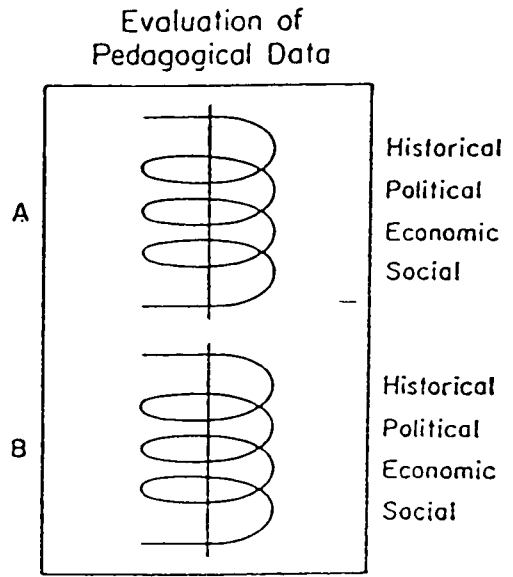 Evaluation of
Pedagogical Data
A
Historical
Political
Economic
Social
B
Historical
Political
Economic
Social